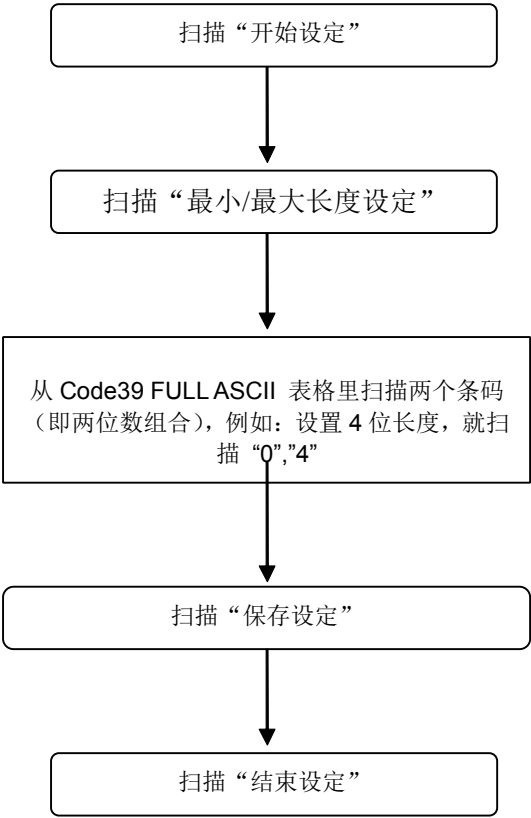 扫描“开始设定”
扫描“最小/最大长度设定”
从 Code39 FULL ASCII 表格里扫描两个条码
（即两位数组合），例如：设置 4 位长度，就扫
描 “0”,”4”
扫描“保存设定”
扫描“结束设定”